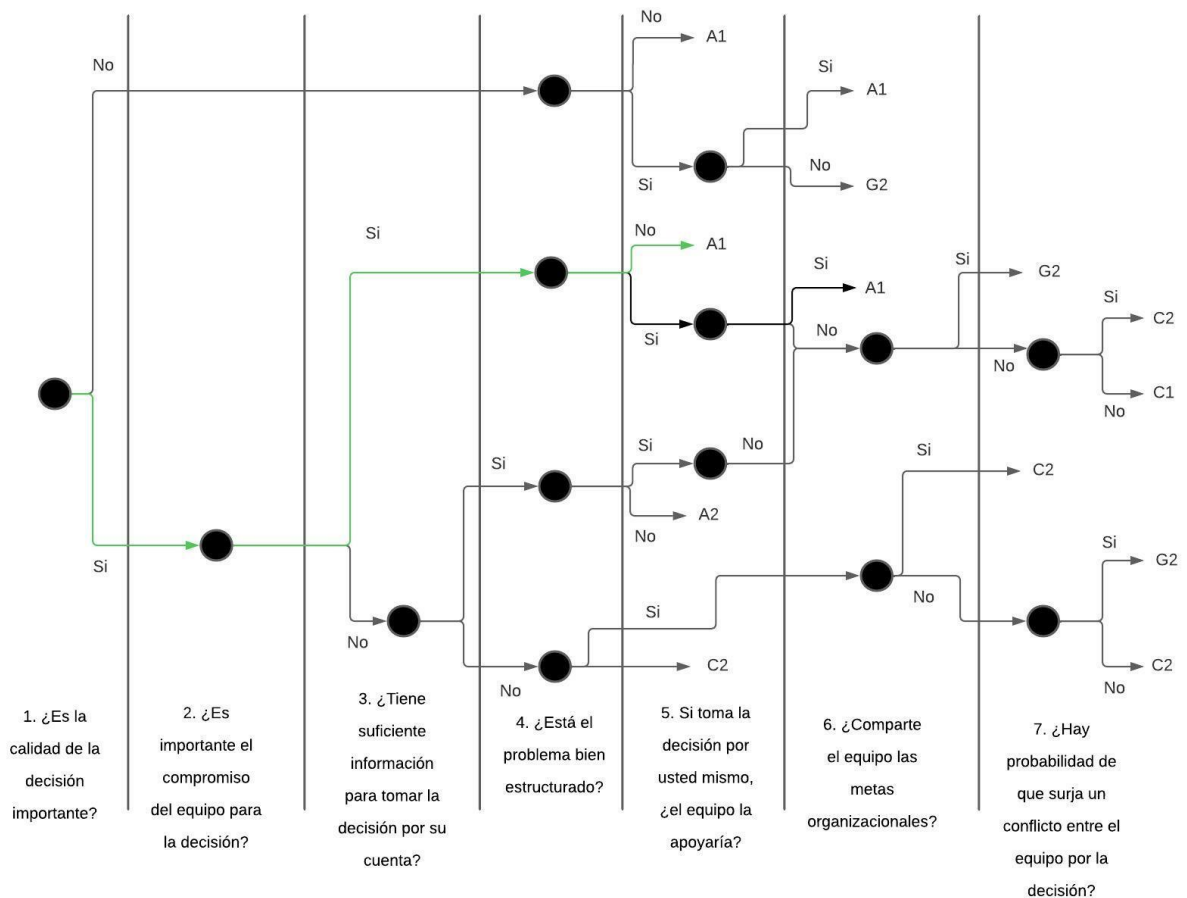 No
A1
Si
A1
No
Si
G2
Si
No
A1
Si
A1
Si
G2
Si
No
Si
C2
No
C1
No
Si
Si
No
Si
C2
A2
No
Si
G2
Si
No
Si
No
C2
No
C2
No
1. ¿Es la
calidad de la
decisión
importante?
2. ¿Es
importante el
compromiso
del equipo para
la decisión?
3. ¿Tiene
suficiente
información
para tomar la
decisión por su
cuenta?
4. ¿Está el
problema bien
estructurado?
5. Si toma la
decisión por
usted mismo,
¿el equipo la
apoyaría?
6. ¿Comparte
el equipo las
metas
organizacionales?
7. ¿Hay
probabilidad de
que surja un
conflicto entre el
equipo por la
decisión?